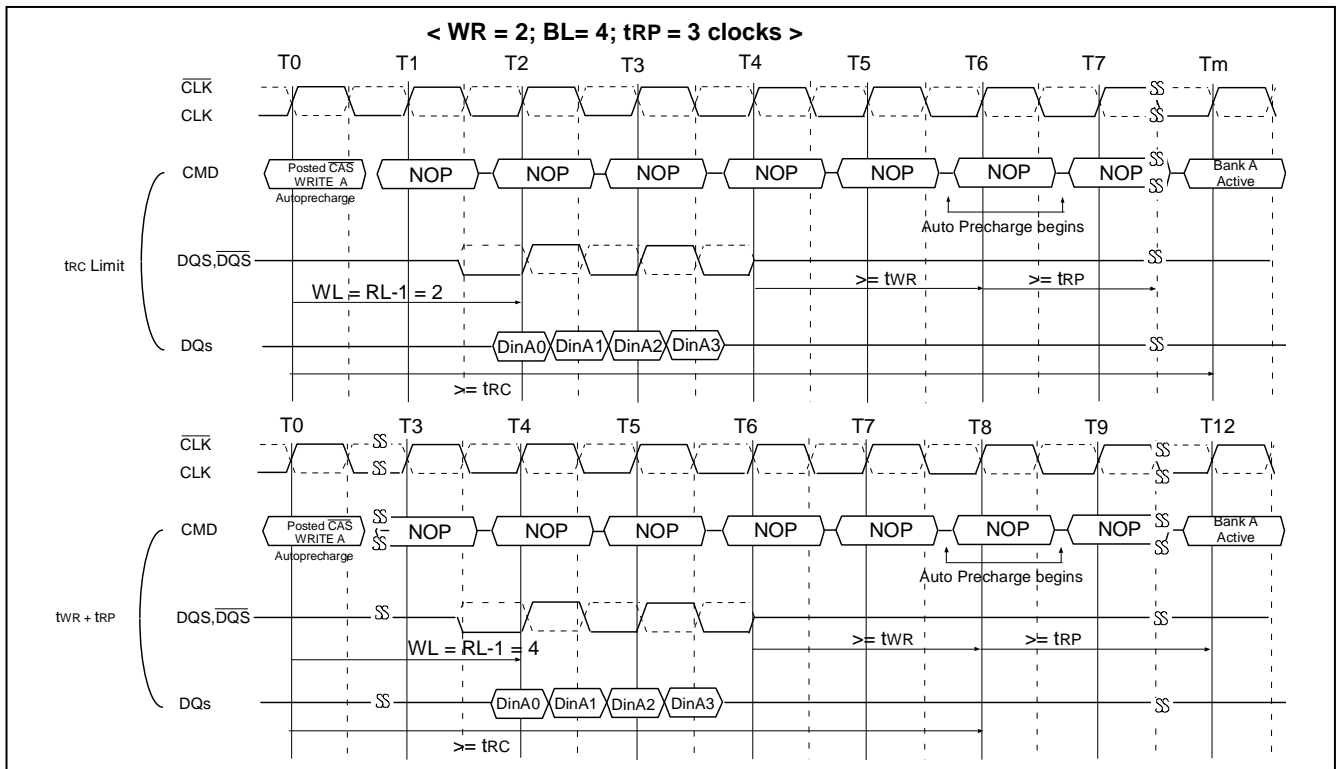 < WR = 2; BL= 4; tRP = 3 clocks >
T0 T1 T2 T3 T4 T5 T6 T7 Tm
CLK
CLK
CMD
Posted CAS
WRITE A
Autoprecharge
NOP NOP NOP NOP NOP NOP NOP
Bank A
Active
Auto Precharge begins
tRC Limit
DQS,DQS
WL = RL-1 = 2
>= tWR
>= tRP
DQs
DinA0 DinA1 DinA2 DinA3
>= tRC
T0 T3 T4 T5 T6 T7 T8 T9 T12
CLK
CLK
CMD
Posted CAS
WRITE A
Autoprecharge
NOP NOP NOP NOP NOP NOP NOP
Bank A
Active
Auto Precharge begins
tWR + tRP
DQS,DQS
WL = RL-1 = 4
>= tWR
>= tRP
DQs
DinA0 DinA1 DinA2 DinA3
>= tRC